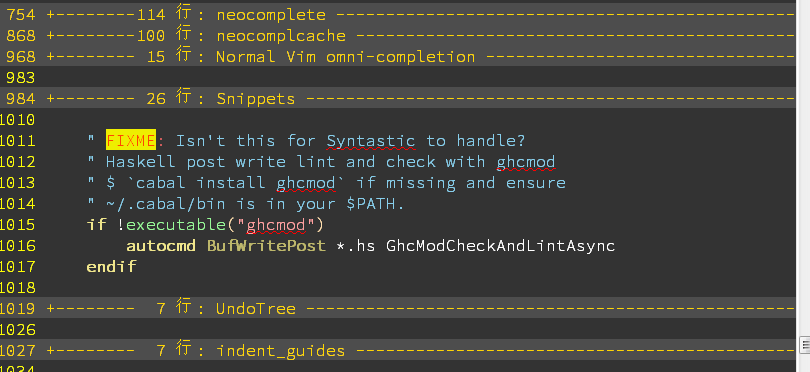 754 +--------114 行: neocomplete -----------------------------------------------------
868 +--------100 行: neocomplcache ---------------------------------------------------
968 +-------- 15 行: Normal Vim omni-completion -------------------------------------
983
984 +-------- 26 行: Snippets --------------------------------------------------------
1010
1011     " FIXME: Isn't this for Syntastic to handle?
1012     " Haskell post write lint and check with ghcmod
1013     " $ `cabal install ghcmod` if missing and ensure
1014     " ~/.cabal/bin is in your $PATH.
1015     if !executable("ghcmod")
1016         autocmd BufWritePost *.hs GhcModCheckAndLintAsync
1017     endif
1018
1019 +--------  7 行: UndoTree --------------------------------------------------------
1026
1027 +--------  7 行: indent_guides ---------------------------------------------------
1034